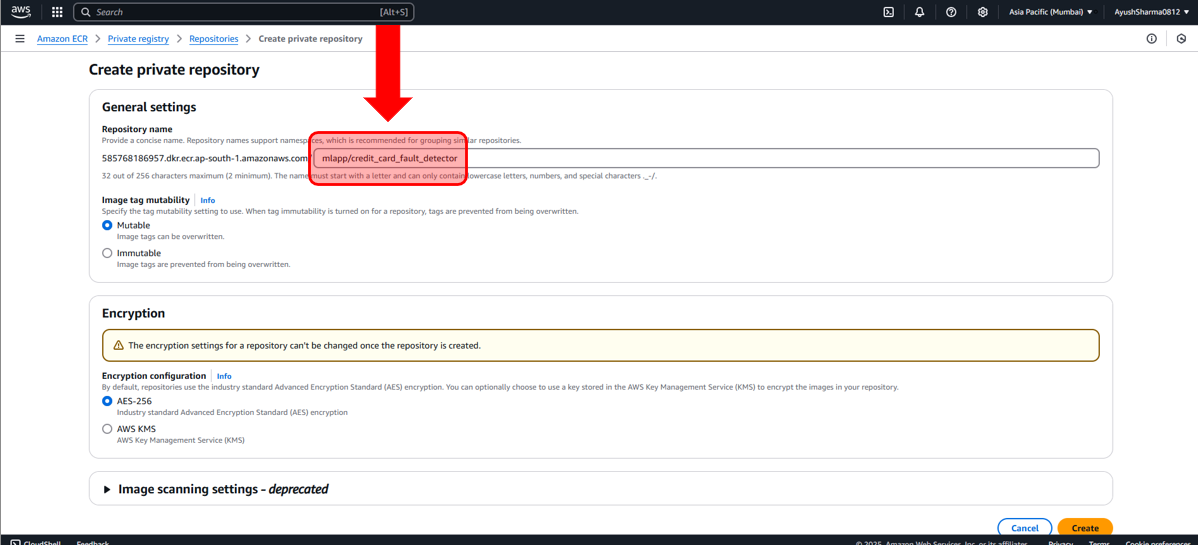 aws
Search [Alt+S]
Asia Pacific (Mumbai) ▼ AyushSharma0812 ▼
Amazon ECR > Private registry > Repositories > Create private repository
Create private repository
General settings
Repository name
Provide a concise name. Repository names support namespaces, which is recommended for grouping similar repositories.
585768186957.dkr.ecr.ap-south-1.amazonaws.com/ mlapp/credit_card_fault_detector
32 out of 256 characters maximum (2 minimum). The name must start with a letter and can only contain lowercase letters, numbers, and special characters ._-/.
Image tag mutability Info
Specify the tag mutability setting to use. When tag immutability is turned on for a repository, tags are prevented from being overwritten.
Mutable
Image tags can be overwritten.
Immutable
Image tags are prevented from being overwritten.
Encryption
The encryption settings for a repository can't be changed once the repository is created.
Encryption configuration Info
By default, repositories use the industry standard Advanced Encryption Standard (AES) encryption. You can optionally choose to use a key stored in the AWS Key Management Service (KMS) to encrypt the images in your repository.
AES-256
Industry standard Advanced Encryption Standard (AES) encryption
AWS KMS
AWS Key Management Service (KMS)
Image scanning settings - deprecated
Cancel Create
CloudShell Feedback © 2025, Amazon Web Services, Inc. or its affiliates. Privacy Terms Cookie preferences